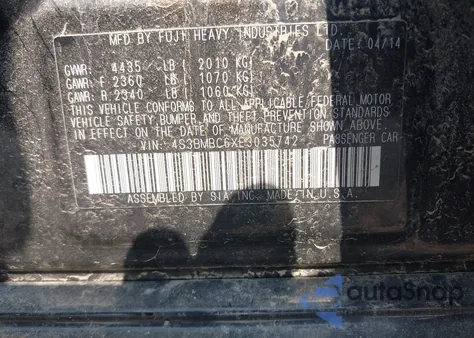 MFD. BY FUJI HEAVY INDUSTRIES LTD.
DATE: 04/14
GVWR: 4435 LB ( 2010 KG)
GAWR: F 2360 LB ( 1070 KG)
GAWR: R 2340 LB ( 1060 KG)
THIS VEHICLE CONFORMS TO ALL APPLICABLE FEDERAL MOTOR
VEHICLE SAFETY, BUMPER, AND THEFT PREVENTION STANDARDS
IN EFFECT ON THE DATE OF MANUFACTURE SHOWN ABOVE.
VIN: 4S3BMBC6XE3035742 PASSENGER CAR
ASSEMBLED BY SIA INC. MADE IN U.S.A.
AutoSnap